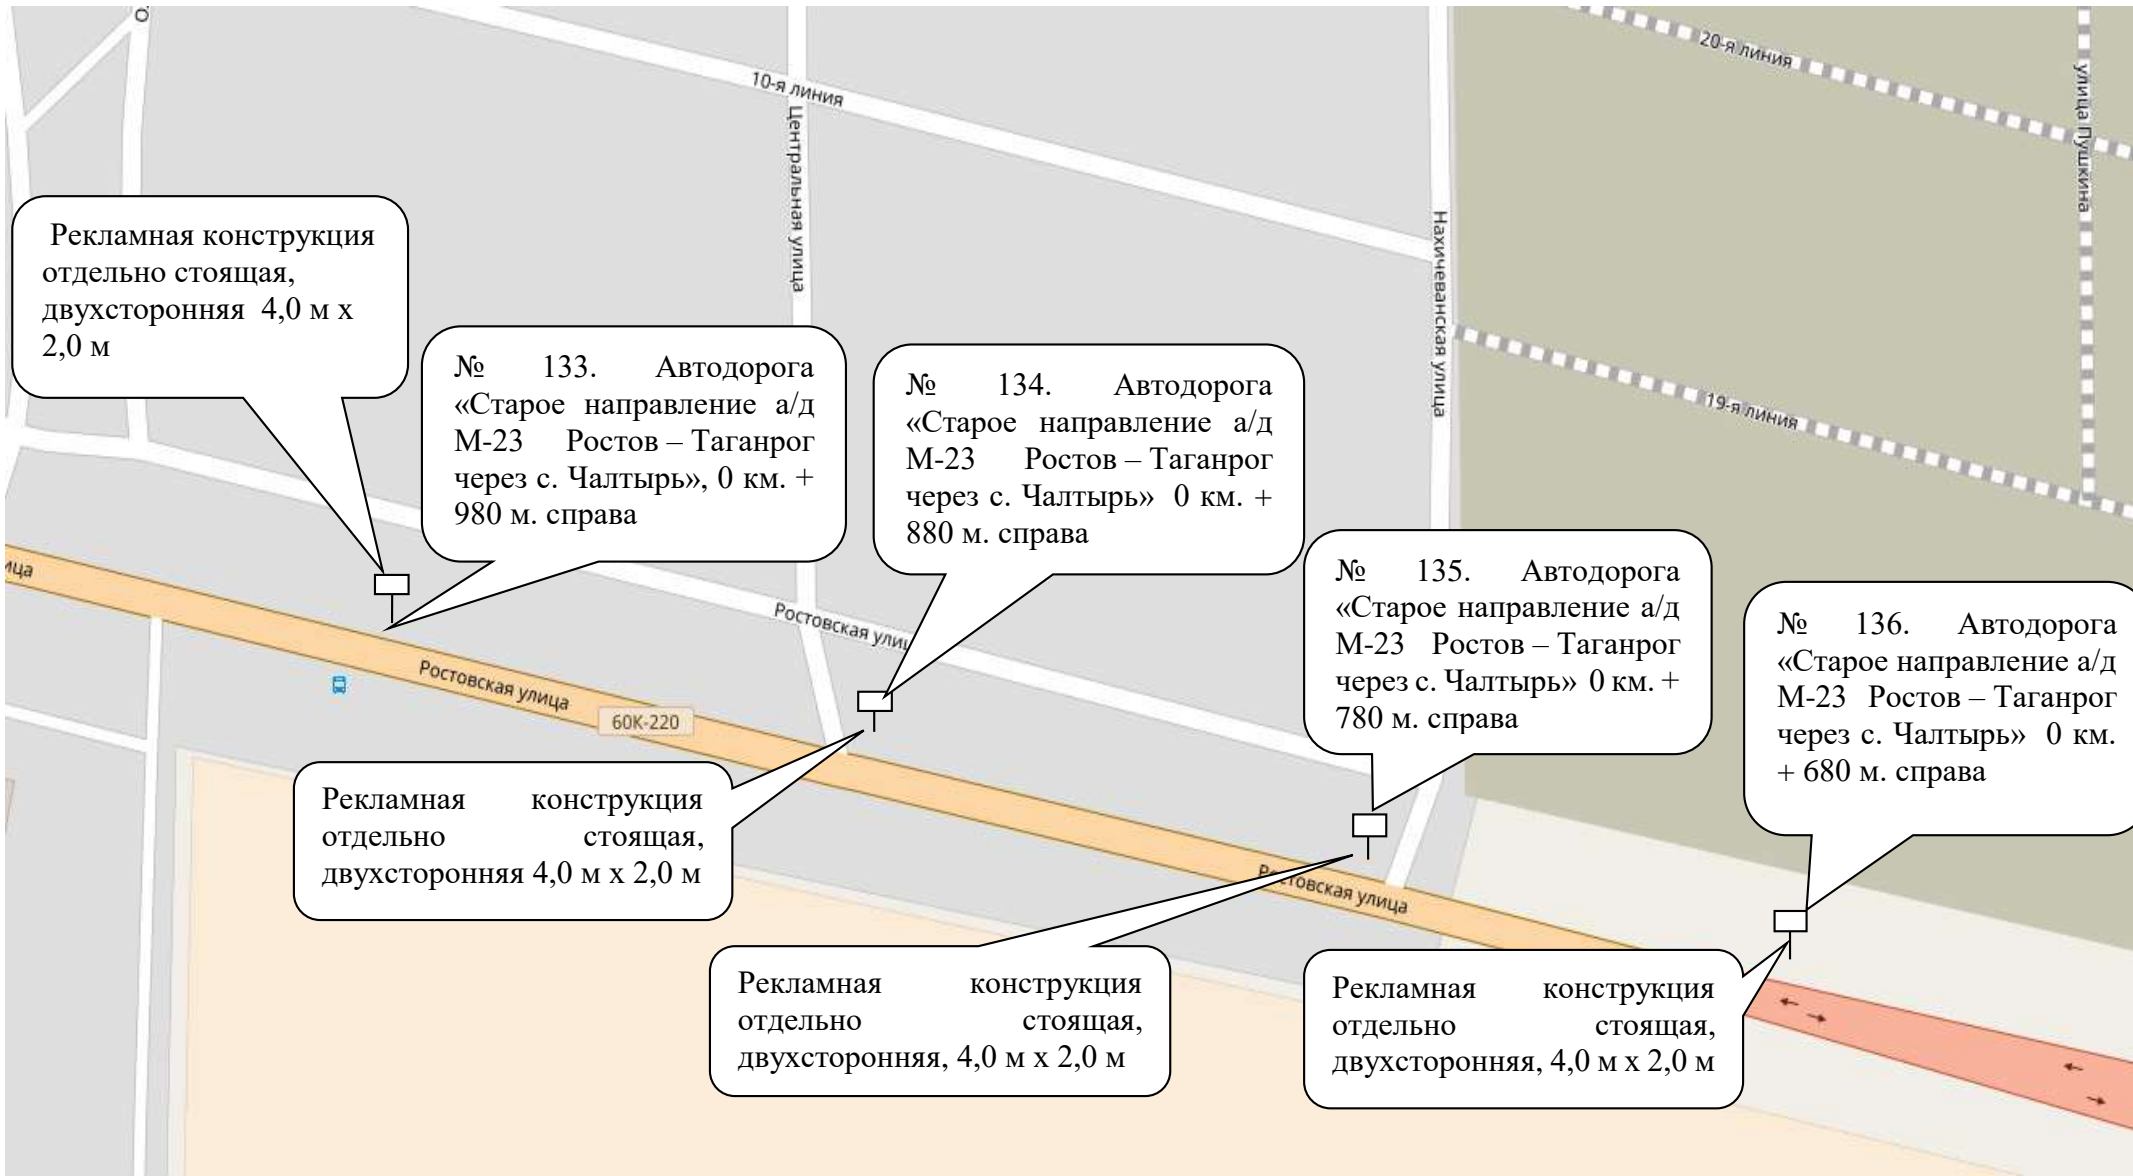 О
20-я линия
улица Пушкина
10-я линия
Центральная улица
Нахичеванская улица
Рекламная конструкция
отдельно стоящая,
двухсторонняя 4,0 м х
2,0 м
№ 133. Автодорога
«Старое направление а/д
М-23 Ростов – Таганрог
через с. Чалтырь», 0 км. +
980 м. справа
№ 134. Автодорога
«Старое направление а/д
М-23 Ростов – Таганрог
через с. Чалтырь» 0 км. +
880 м. справа
19-я линия
№ 135. Автодорога
«Старое направление а/д
М-23 Ростов – Таганрог
через с. Чалтырь» 0 км. +
780 м. справа
№ 136. Автодорога
«Старое направление а/д
М-23 Ростов – Таганрог
через с. Чалтырь» 0 км.
+ 680 м. справа
ица
Ростовская улиц
Ростовская улица
60К-220
Рекламная конструкция
отдельно стоящая,
двухсторонняя 4,0 м х 2,0 м
Ростовская улица
Рекламная конструкция
отдельно стоящая,
двухсторонняя, 4,0 м х 2,0 м
Рекламная конструкция
отдельно стоящая,
двухсторонняя, 4,0 м х 2,0 м